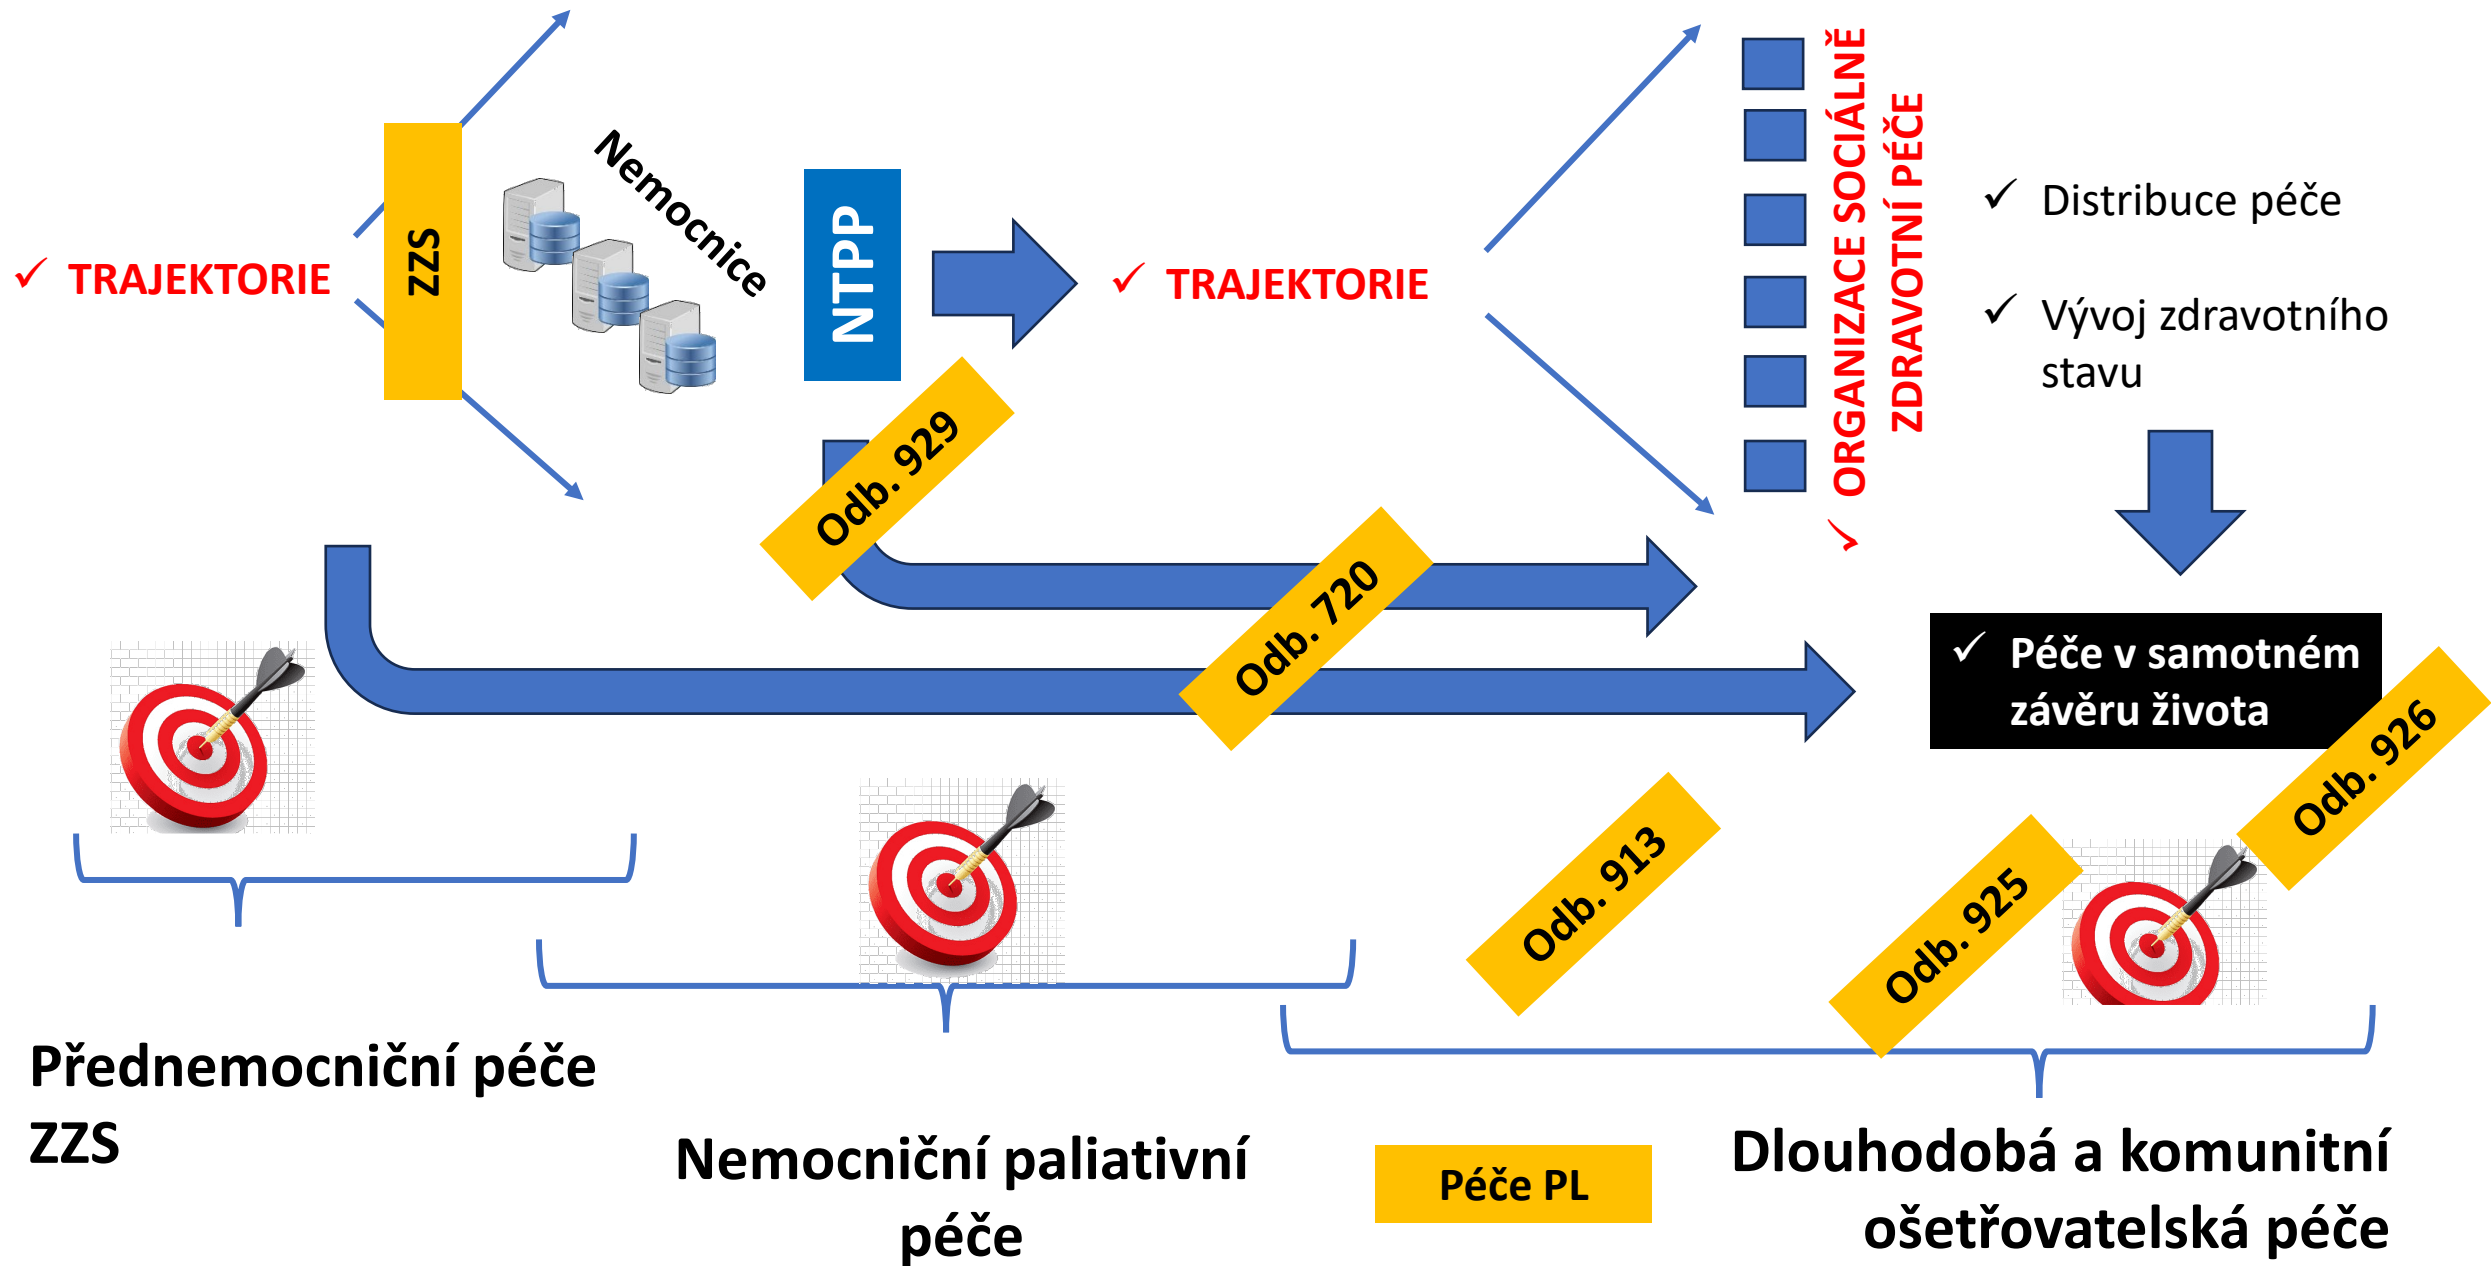 ✓ TRAJEKTORIE
ZZS
Nemocnice
NTPP
✓ TRAJEKTORIE
✓ ORGANIZACE SOCIÁLNĚ
ZDRAVOTNÍ PÉČE
✓ Distribuce péče
✓ Vývoj zdravotního
stavu
Odb. 929
Odb. 720
✓ Péče v samotném
závěru života
Odb. 926
Odb. 913
Odb. 925
Přednemocniční péče
ZZS
Nemocniční paliativní
péče
Péče PL
Dlouhodobá a komunitní
ošetřovatelská péče